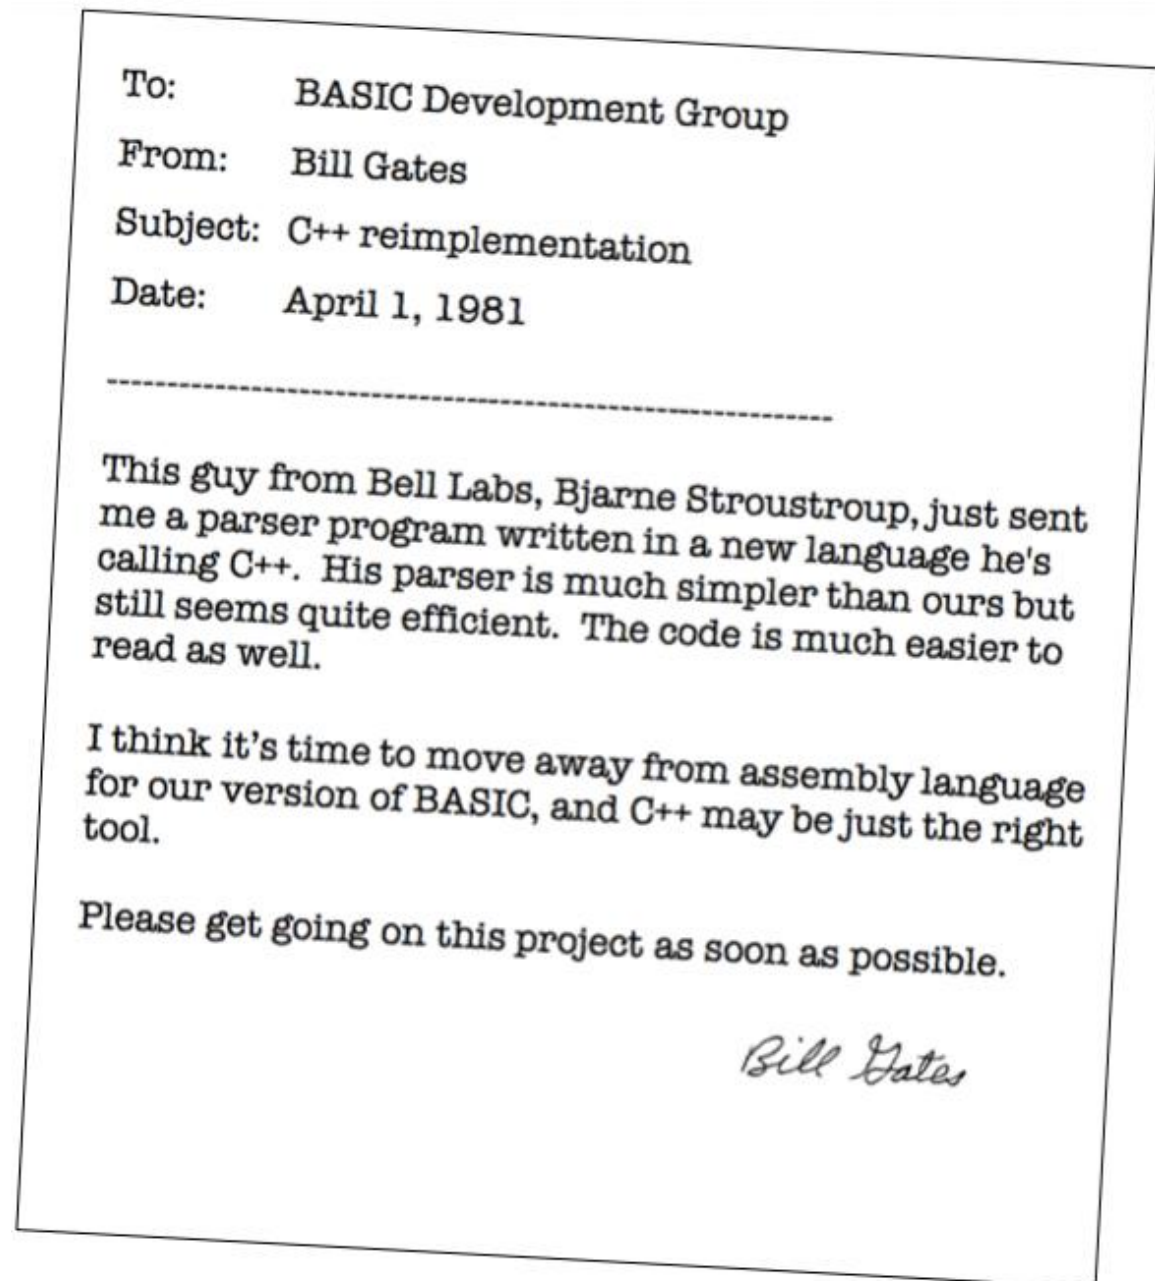 To: BASIC Development Group
From: Bill Gates
Subject: C++ reimplementation
Date: April 1, 1981
------------------------------------------------------------
This guy from Bell Labs, Bjarne Stroustroup, just sent
me a parser program written in a new language he's
calling C++.  His parser is much simpler than ours but
still seems quite efficient.  The code is much easier to
read as well.
I think it’s time to move away from assembly language
for our version of BASIC, and C++ may be just the right
tool.
Please get going on this project as soon as possible.
Bill Gates